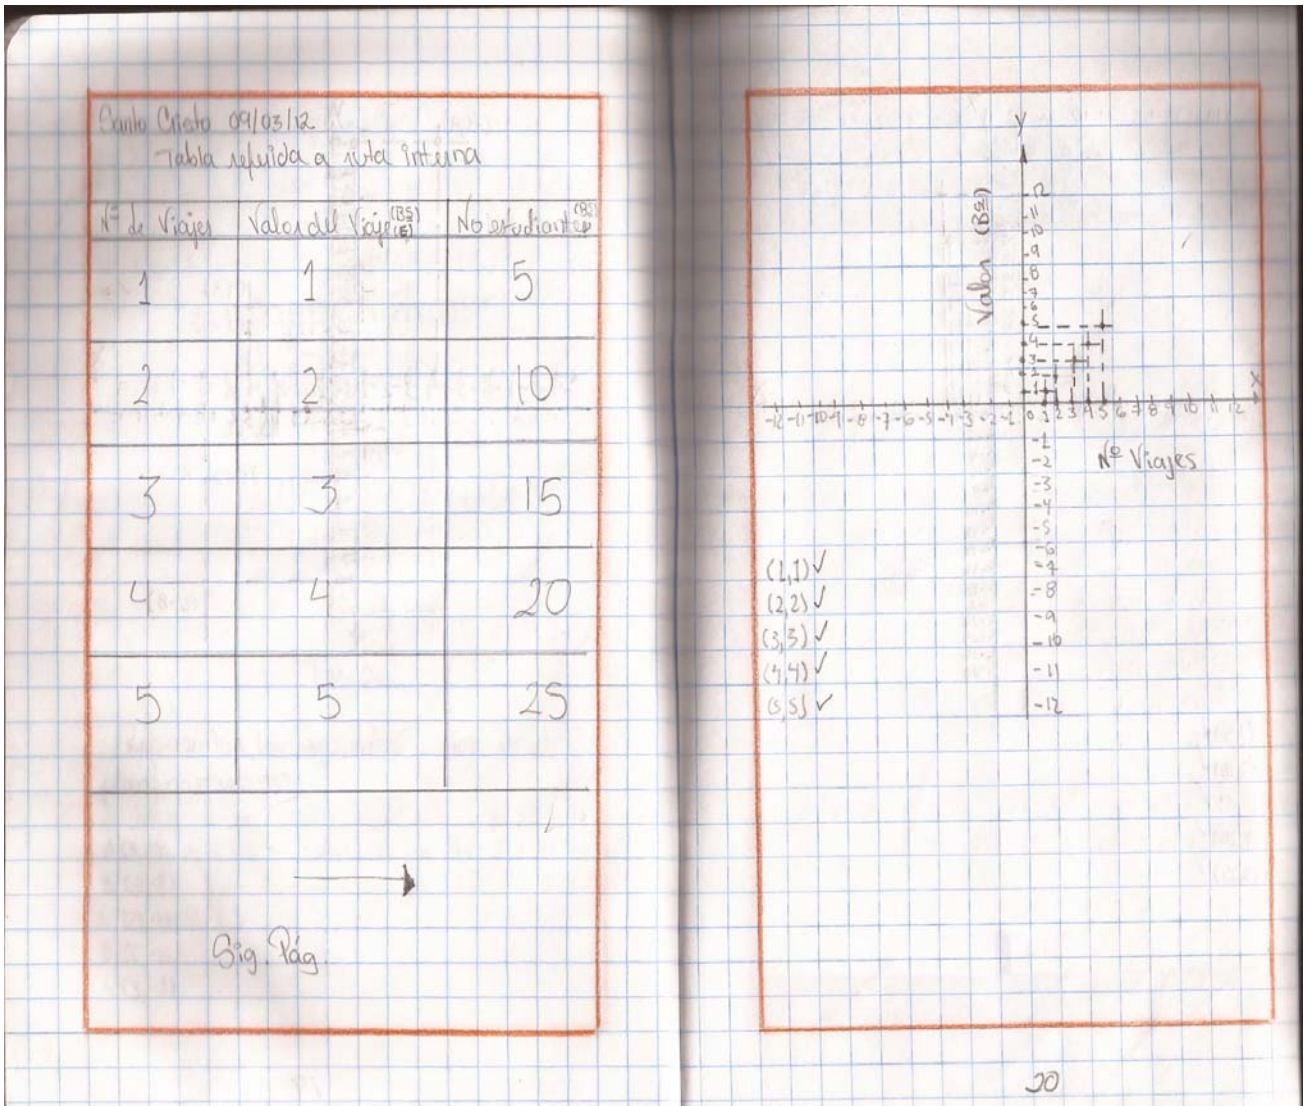 Santo Cristo 09/03/12
Tabla referida a ruta interna
Nº de Viajes Valor del Viaje (BS) (E) No estudiantes (BS)
1 1 5
2 2 10
3 3 15
4 4 20
5 5 25
Sig. Pág.
Y
Valor (BS)
12
11
10
9
8
7
6
5
4
3
2
1
X
-12 -11 -10 -9 -8 -7 -6 -5 -4 -3 -2 -1 0 1 2 3 4 5 6 7 8 9 10 11 12
Nº Viajes
-1
-2
-3
-4
-5
-6
-7
-8
-9
-10
-11
-12
(1,1) ✓
(2,2) ✓
(3,3) ✓
(4,4) ✓
(5,5) ✓
20